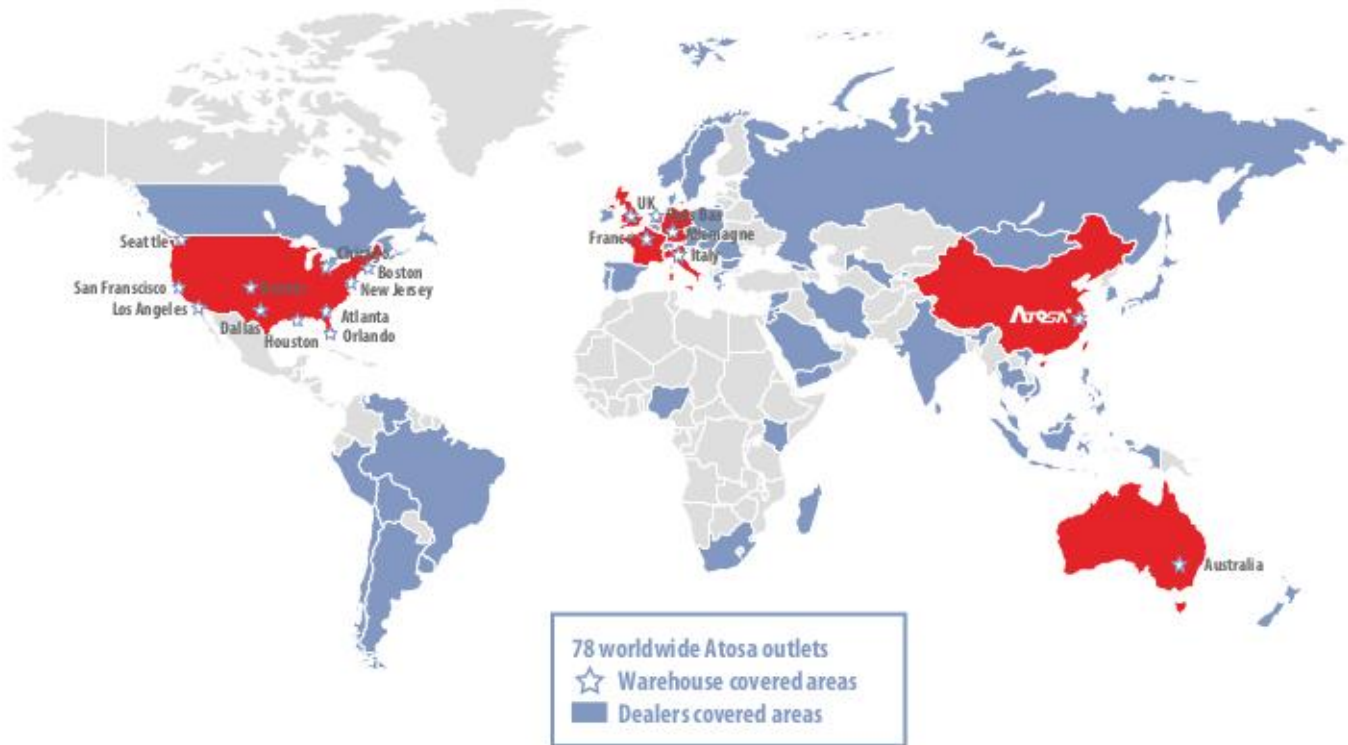 UK
Pays Bas
France
Allemagne
Italy
Seattle
Chicago
Boston
San Franscisco
New Jersey
Los Angeles
Atlanta
Dallas
Houston
Orlando
ATOSA
Australia
78 worldwide Atosa outlets
Warehouse covered areas
Dealers covered areas